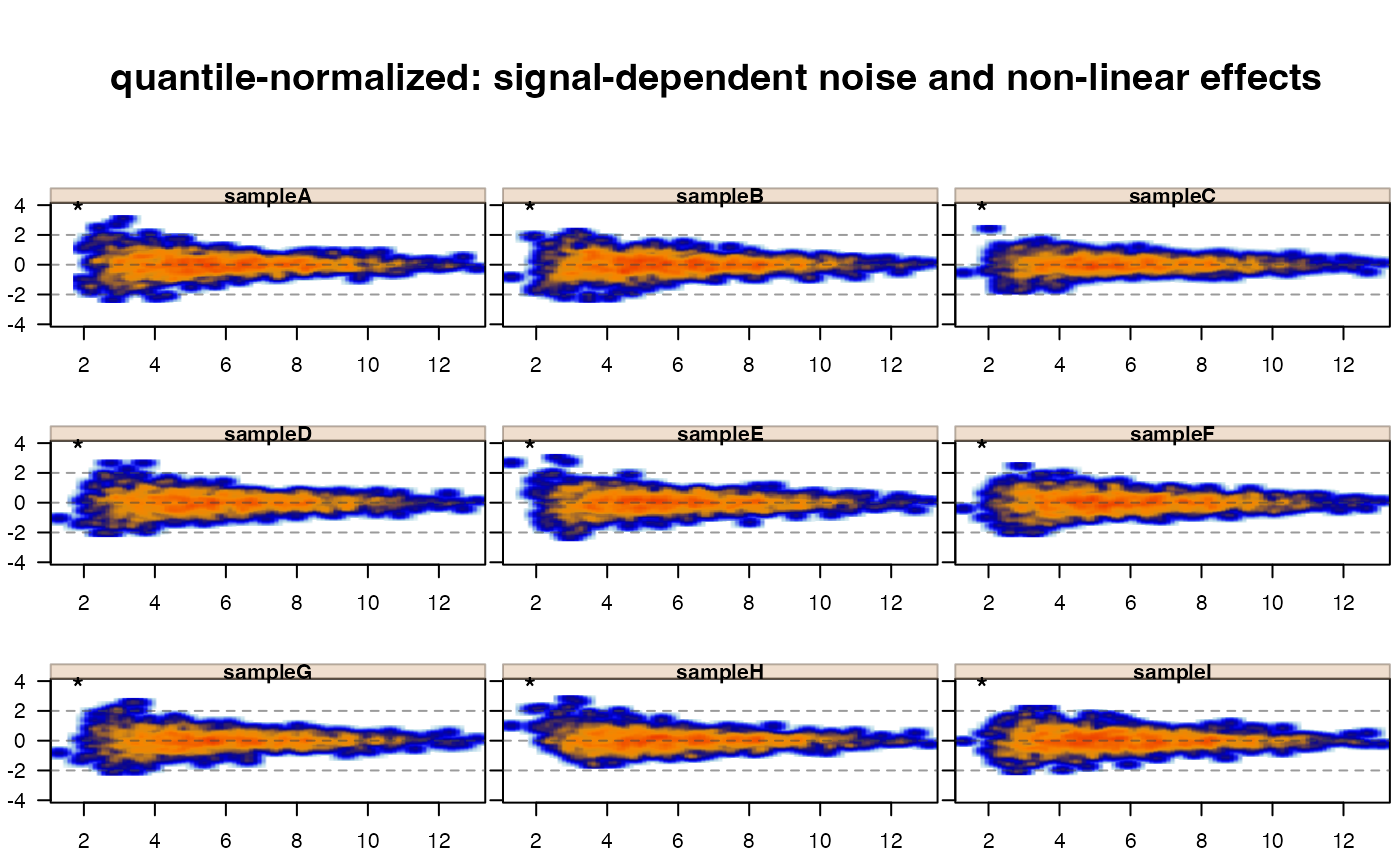 quantile-normalized: signal-dependent noise and non-linear effects
sampleA sampleB sampleC
* * *
4
2
0
-2
-4
2 4 6 8 10 12 2 4 6 8 10 12 2 4 6 8 10 12
sampleD sampleE sampleF
* * *
4
2
0
-2
-4
2 4 6 8 10 12 2 4 6 8 10 12 2 4 6 8 10 12
sampleG sampleH sampleI
* * *
4
2
0
-2
-4
2 4 6 8 10 12 2 4 6 8 10 12 2 4 6 8 10 12